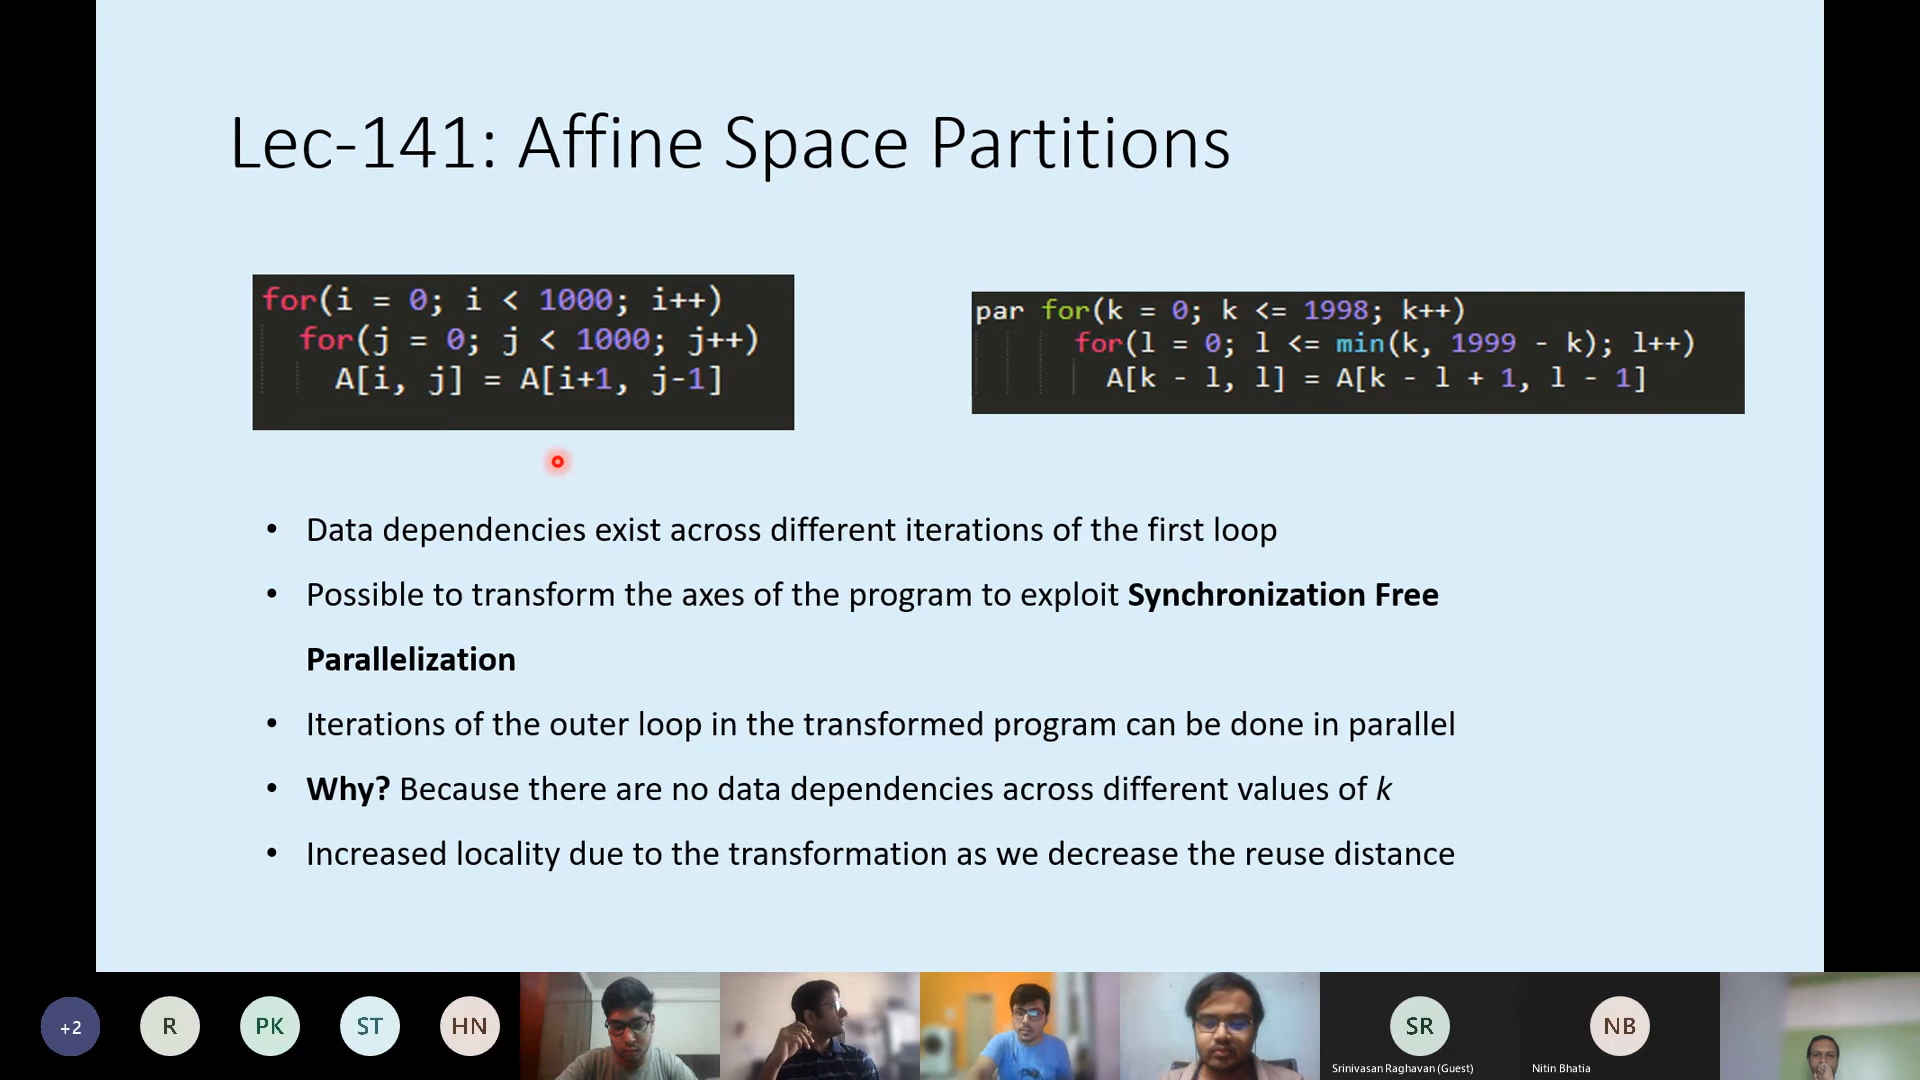 Lec-141: Affine Space Partitions
for(i = 0; i < 1000; i++)
for(j = 0; j < 1000; j++)
A[i, j] = A[i+1, j-1]
par for(k = 0; k <= 1998; k++)
for(l = 0; l <= min(k, 1999 - k); l++)
A[k - l, l] = A[k - l + 1, l - 1]
• Data dependencies exist across different iterations of the first loop
• Possible to transform the axes of the program to exploit Synchronization Free
Parallelization
• Iterations of the outer loop in the transformed program can be done in parallel
• Why? Because there are no data dependencies across different values of k
• Increased locality due to the transformation as we decrease the reuse distance
+2
R
PK
ST
HN
SR
Srinivasan Raghavan (Guest)
NB
Nitin Bhatia